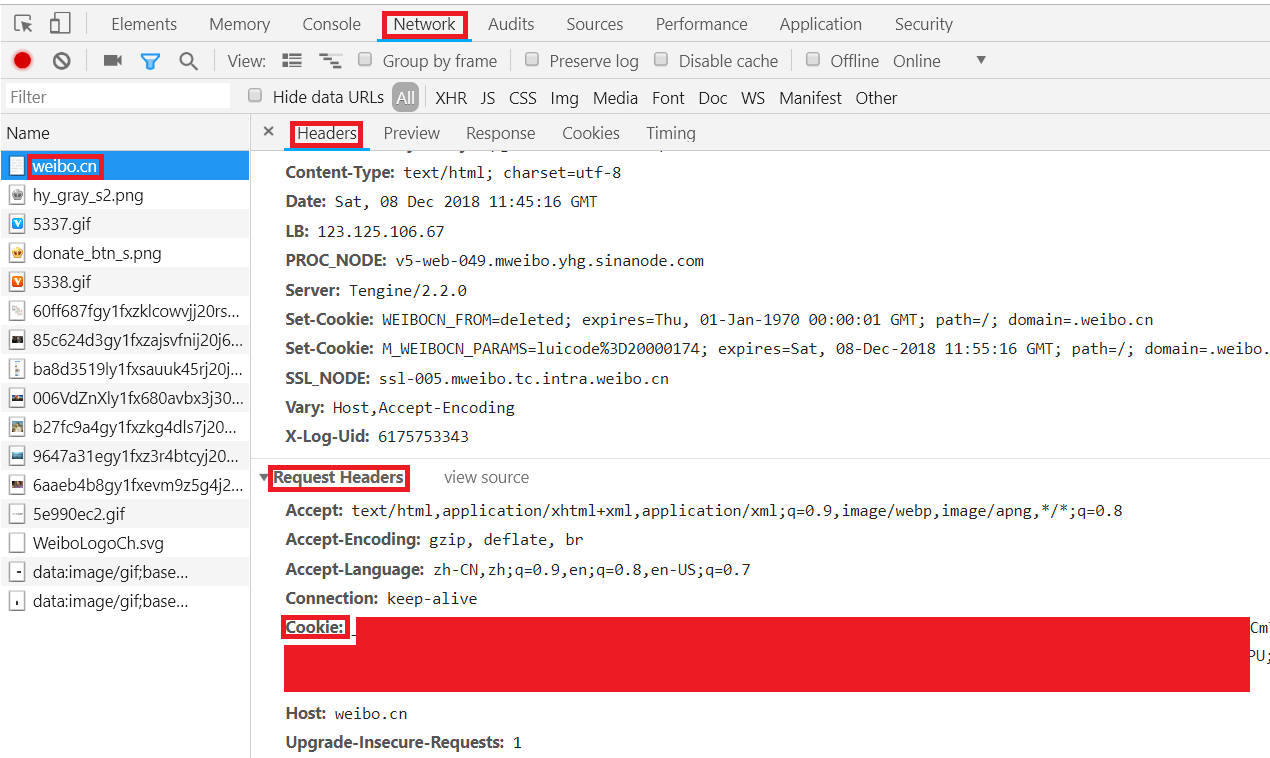 Elements Memory Console Network Audits Sources Performance Application Security
View: Group by frame Preserve log Disable cache Offline Online
Filter Hide data URLs All XHR JS CSS Img Media Font Doc WS Manifest Other
Name
Headers Preview Response Cookies Timing
weibo.cn
hy_gray_s2.png
5337.gif
donate_btn_s.png
5338.gif
60ff687fgy1fxzklcowvjj20rs...
85c624d3gy1fxzajsvfnij20j6...
ba8d3519ly1fxsauuk45rj20j...
006VdZnXly1fx680avbx3j30...
b27fc9a4gy1fxzkg4dls7j20...
9647a31egy1fxz3r4btcyj20...
6aaeb4b8gy1fxevm9z5g4j2...
5e990ec2.gif
WeiboLogoCh.svg
data:image/gif;base...
data:image/gif;base...
Content-Type: text/html; charset=utf-8
Date: Sat, 08 Dec 2018 11:45:16 GMT
LB: 123.125.106.67
PROC_NODE: v5-web-049.mweibo.yhg.sinanode.com
Server: Tengine/2.2.0
Set-Cookie: WEIBOCN_FROM=deleted; expires=Thu, 01-Jan-1970 00:00:01 GMT; path=/; domain=.weibo.cn
Set-Cookie: M_WEIBOCN_PARAMS=luicode%3D20000174; expires=Sat, 08-Dec-2018 11:55:16 GMT; path=/; domain=.weibo.
SSL_NODE: ssl-005.mweibo.tc.intra.weibo.cn
Vary: Host,Accept-Encoding
X-Log-Uid: 6175753343
Request Headers view source
Accept: text/html,application/xhtml+xml,application/xml;q=0.9,image/webp,image/apng,*/*;q=0.8
Accept-Encoding: gzip, deflate, br
Accept-Language: zh-CN,zh;q=0.9,en;q=0.8,en-US;q=0.7
Connection: keep-alive
Cookie: _
PU;
Host: weibo.cn
Upgrade-Insecure-Requests: 1